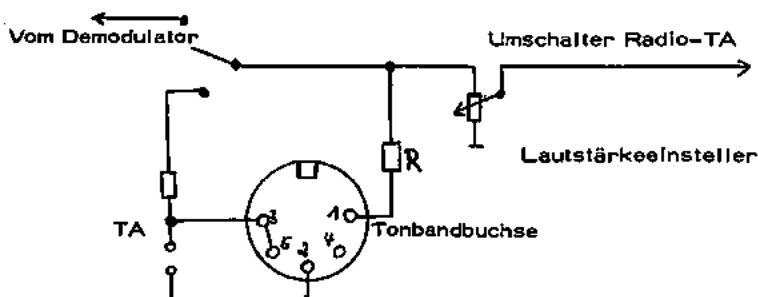 Vom Demodulator
Umschalter Radio-TA
R
Lautstärkeeinsteller
TA
3
1
Tonbandbuchse
5
4
2